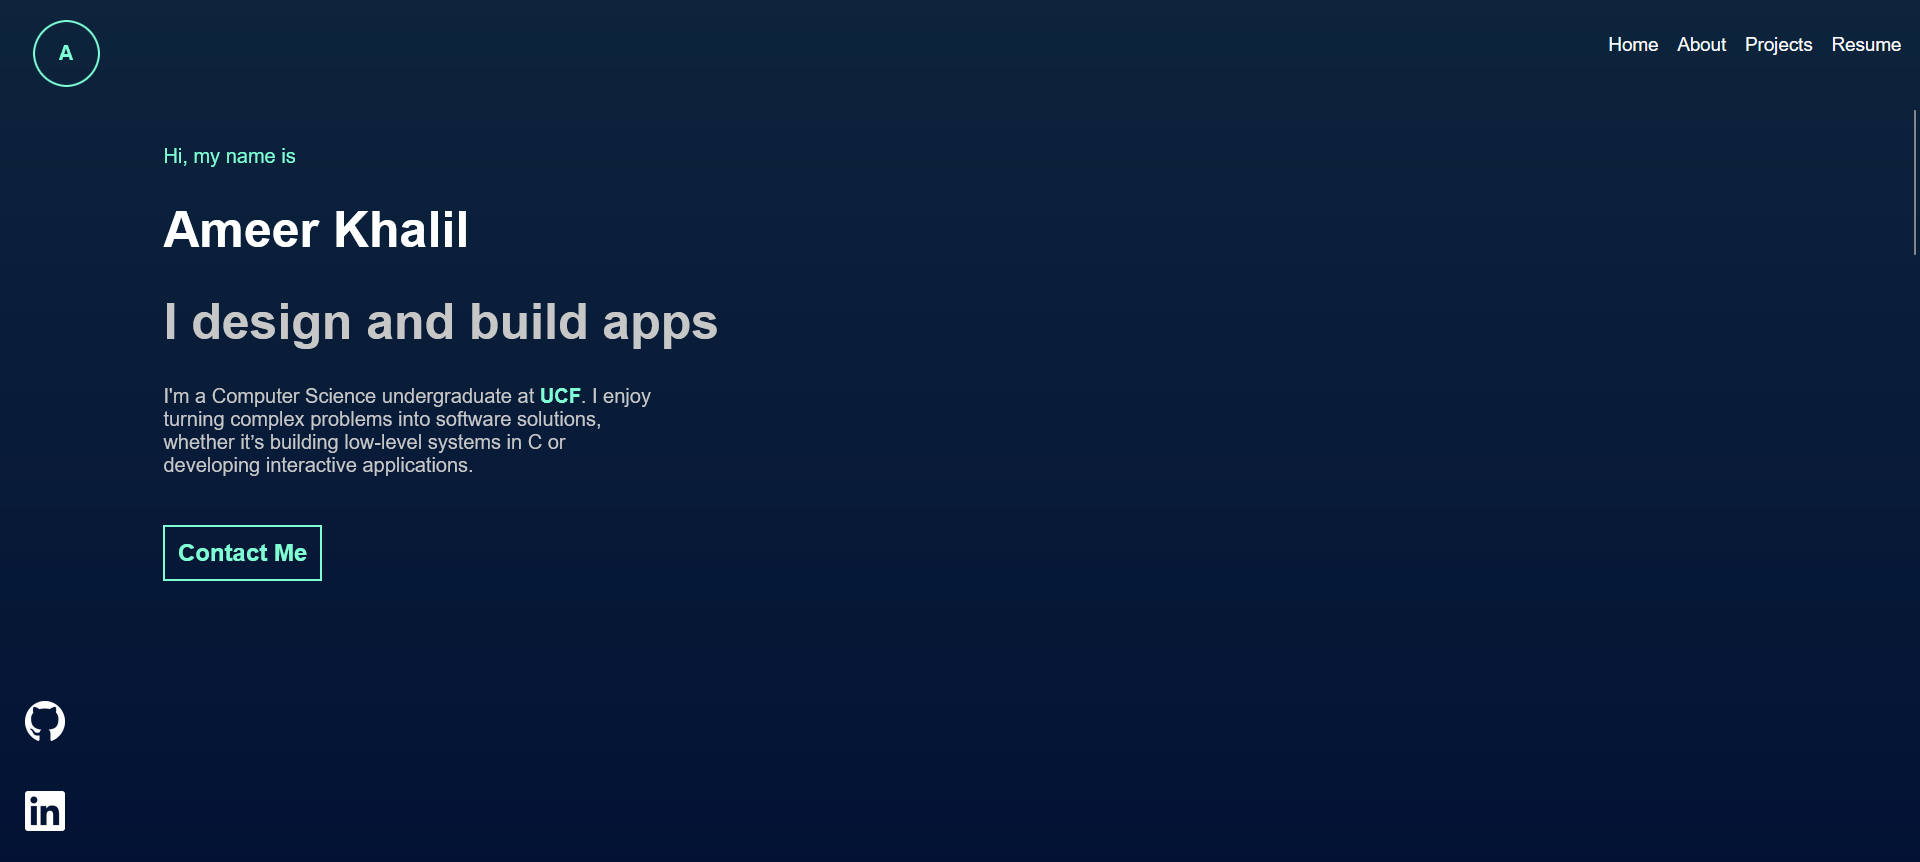 A
Home About Projects Resume
Hi, my name is
Ameer Khalil
I design and build apps
I'm a Computer Science undergraduate at UCF. I enjoy
turning complex problems into software solutions,
whether it’s building low-level systems in C or
developing interactive applications.
Contact Me
in